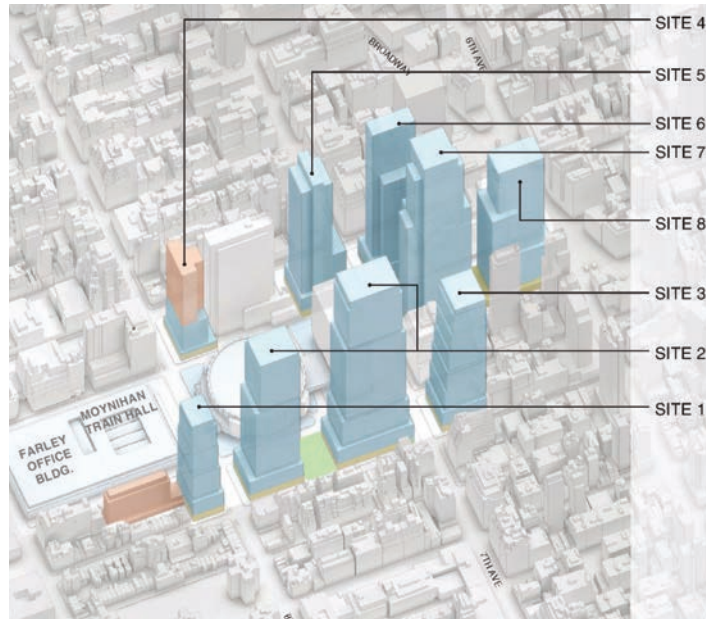 SITE 4
BROADWAY
6TH AVE
SITE 5
SITE 6
SITE 7
SITE 8
SITE 3
SITE 2
SITE 1
MOYNIHAN
TRAIN HALL
FARLEY
OFFICE
BLDG.
7TH AVE